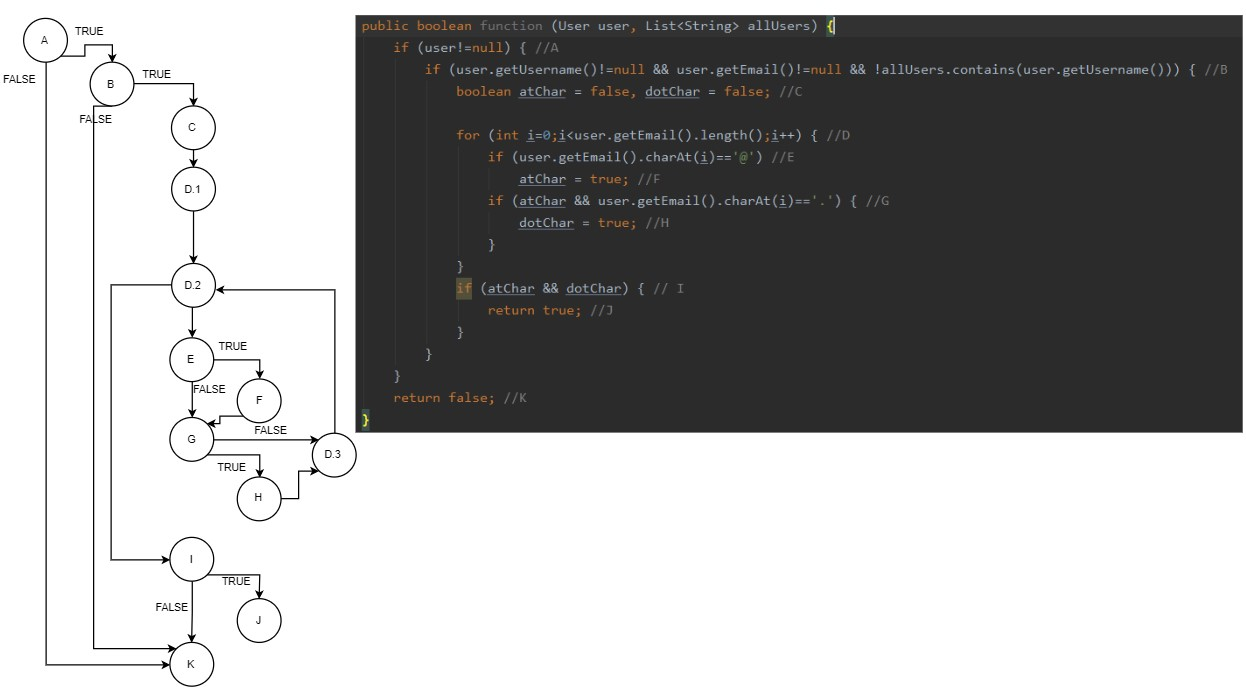 A
TRUE
FALSE
B
TRUE
FALSE
C
D.1
D.2
E
TRUE
FALSE
F
G
FALSE
TRUE
D.3
H
I
TRUE
FALSE
J
K
public boolean function (User user, List<String> allUsers) {
if (user!=null) { //A
if (user.getUsername()!=null && user.getEmail()!=null && !allUsers.contains(user.getUsername())) { //B
boolean atChar = false, dotChar = false; //C
for (int i=0;i<user.getEmail().length();i++) { //D
if (user.getEmail().charAt(i)=='@') //E
atChar = true; //F
if (atChar && user.getEmail().charAt(i)=='.') { //G
dotChar = true; //H
}
}
if (atChar && dotChar) { // I
return true; //J
}
}
}
return false; //K
}